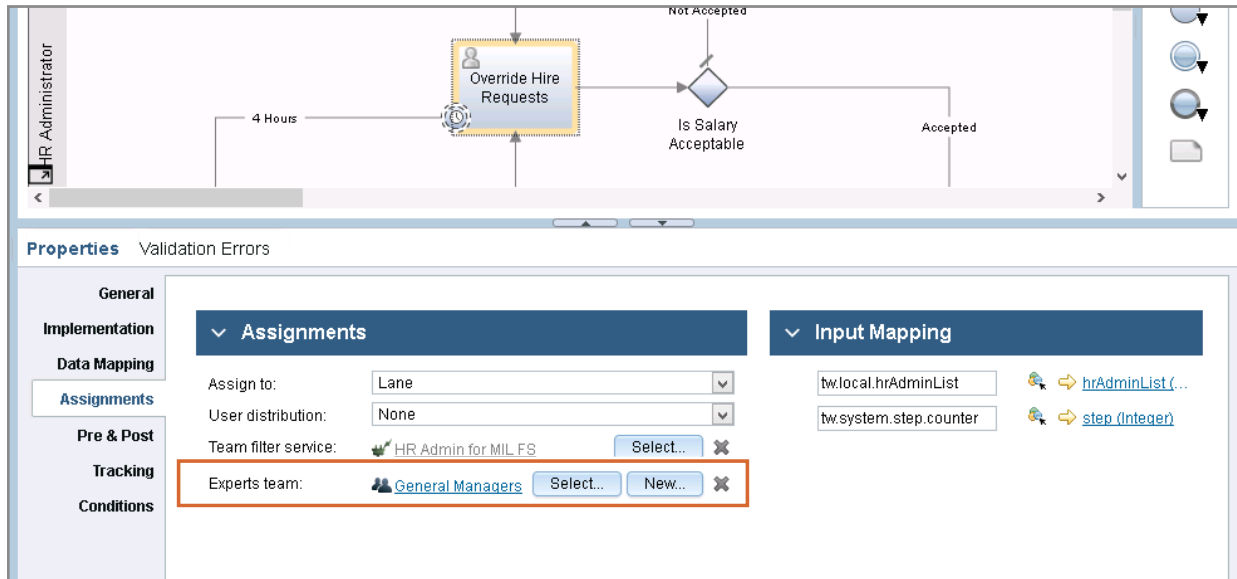 Not Accepted
HR Administrator
Override Hire
Requests
4 Hours
Is Salary
Acceptable
Accepted
Properties Validation Errors
General
Implementation
Data Mapping
Assignments
Pre & Post
Tracking
Conditions
Assignments
Assign to: Lane
User distribution: None
Team filter service: HR Admin for MIL FS Select...
Experts team: General Managers Select... New...
Input Mapping
tw.local.hrAdminList hrAdminList (...
tw.system.step.counter step (Integer)